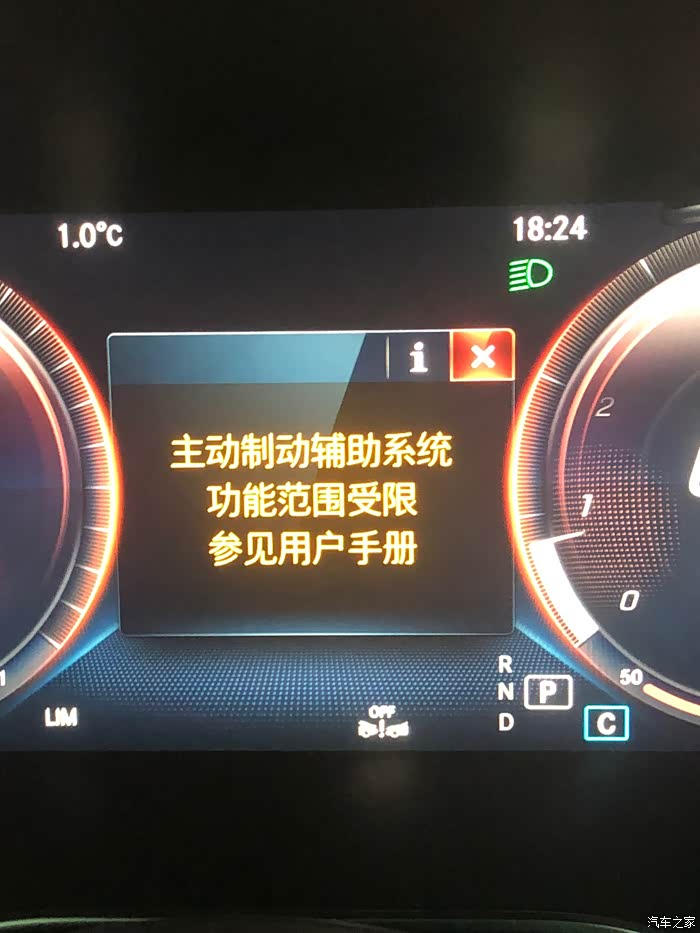 1.0°C
18:24
i
主动制动辅助系统
功能范围受限
参见用户手册
2
1
0
R
N
P
D
50
1
LIM
OFF
C
汽车之家